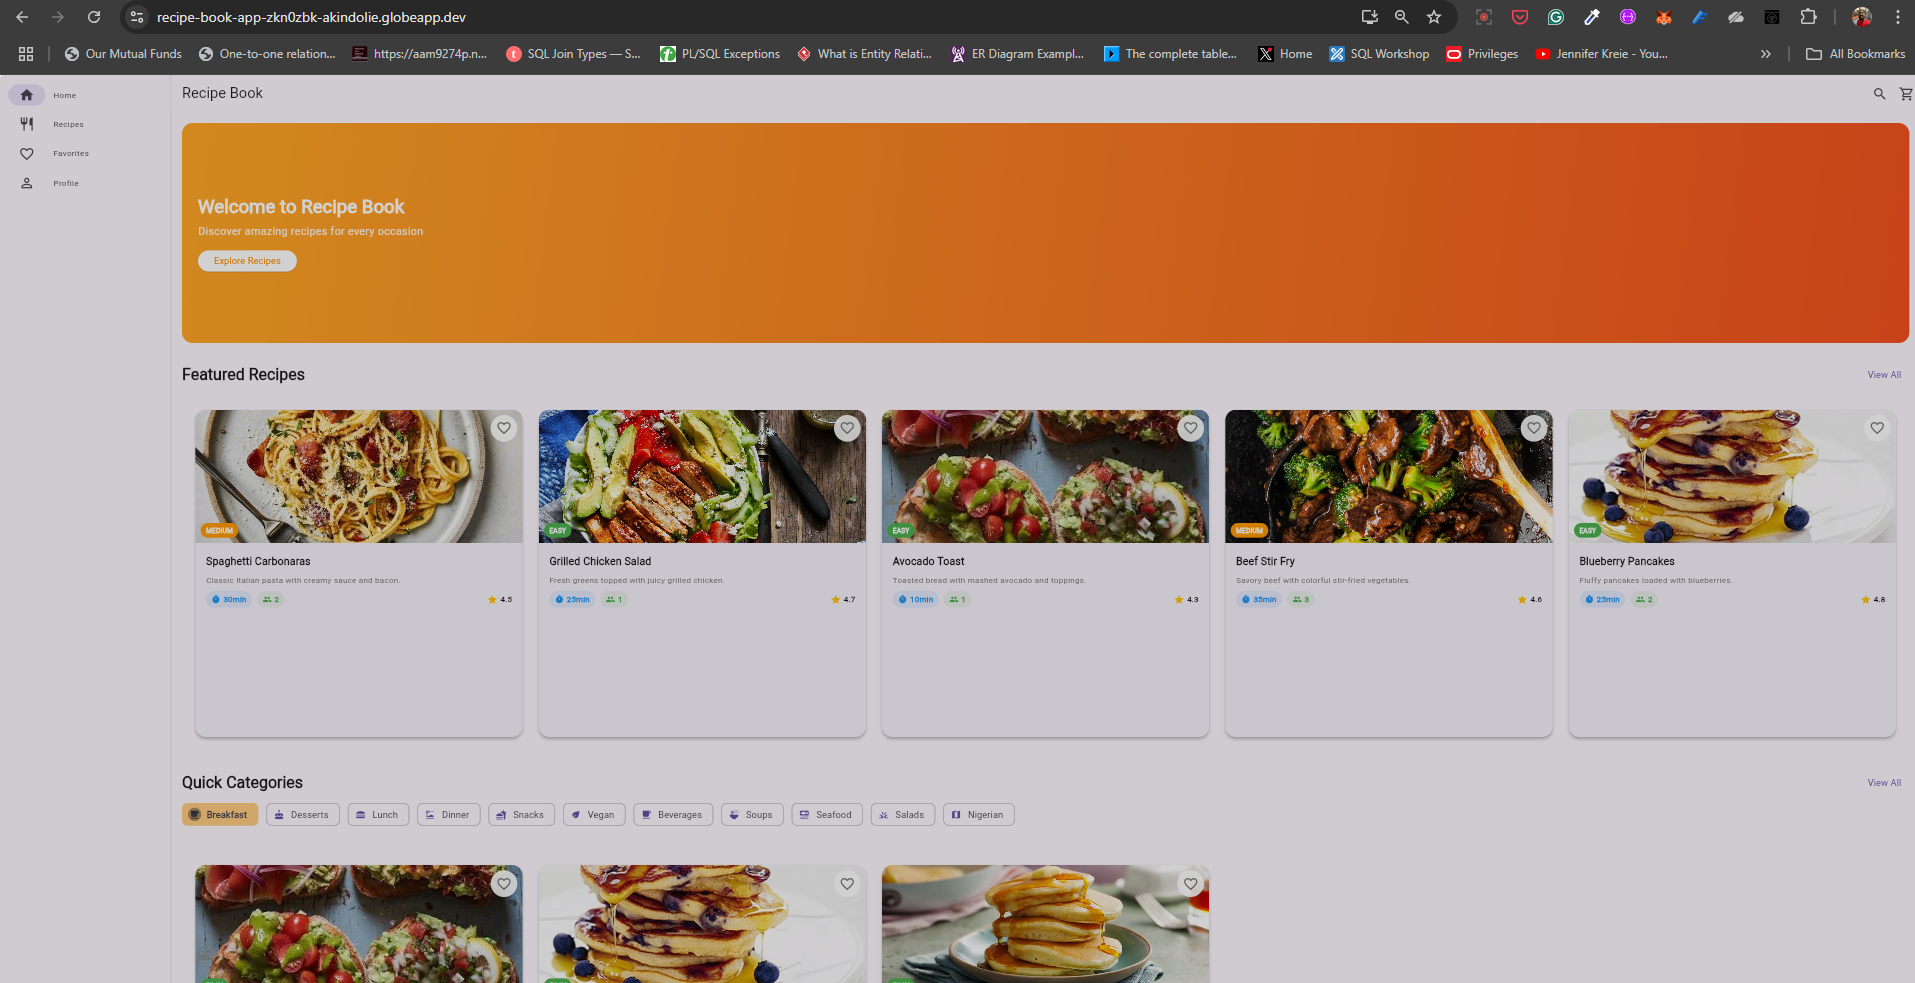 recipe-book-app-zkn0zbk-akindolie.globeapp.dev
Our Mutual Funds
One-to-one relation...
https://aam9274p.n...
SQL Join Types — S...
PL/SQL Exceptions
What is Entity Relati...
ER Diagram Exampl...
The complete table...
Home
SQL Workshop
Privileges
Jennifer Kreie - You...
All Bookmarks
Home
Recipes
Favorites
Profile
Recipe Book
Welcome to Recipe Book
Discover amazing recipes for every occasion
Explore Recipes
Featured Recipes
View All
MEDIUM
Spaghetti Carbonaras
Classic Italian pasta with creamy sauce and bacon.
30min 2 4.5
EASY
Grilled Chicken Salad
Fresh greens topped with juicy grilled chicken.
25min 1 4.7
EASY
Avocado Toast
Toasted bread with mashed avocado and toppings.
10min 1 4.3
MEDIUM
Beef Stir Fry
Savory beef with colorful stir-fried vegetables.
35min 3 4.6
EASY
Blueberry Pancakes
Fluffy pancakes loaded with blueberries.
25min 2 4.8
Quick Categories
View All
Breakfast
Desserts
Lunch
Dinner
Snacks
Vegan
Beverages
Soups
Seafood
Salads
Nigerian